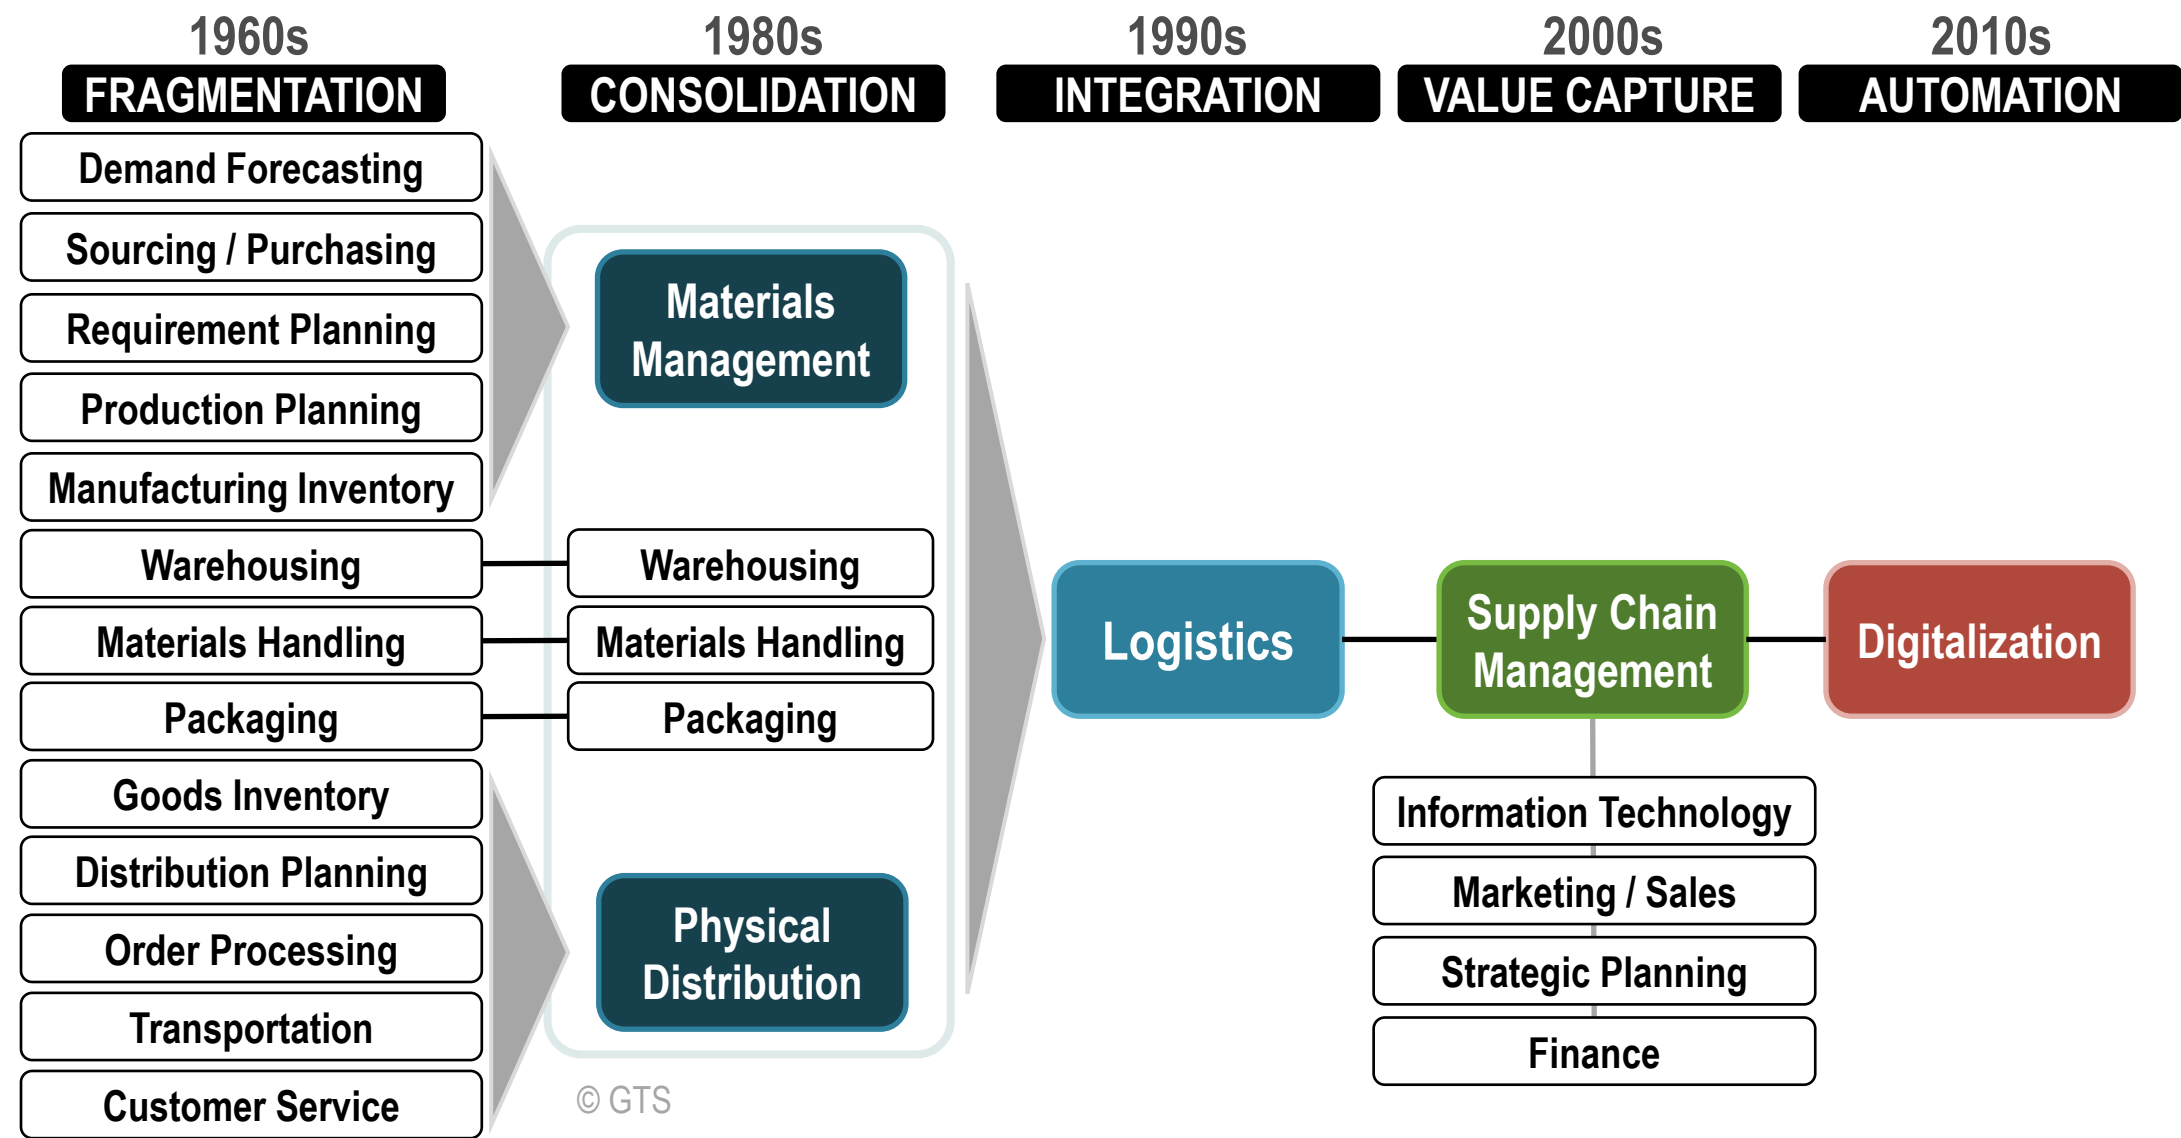 1960s
FRAGMENTATION
Demand Forecasting
Sourcing / Purchasing
Requirement Planning
Production Planning
Manufacturing Inventory
Warehousing
Materials Handling
Packaging
Goods Inventory
Distribution Planning
Order Processing
Transportation
Customer Service
1980s
CONSOLIDATION
Materials
Management
Warehousing
Materials Handling
Packaging
Physical
Distribution
© GTS
1990s
INTEGRATION
Logistics
2000s
VALUE CAPTURE
Supply Chain
Management
Information Technology
Marketing / Sales
Strategic Planning
Finance
2010s
AUTOMATION
Digitalization